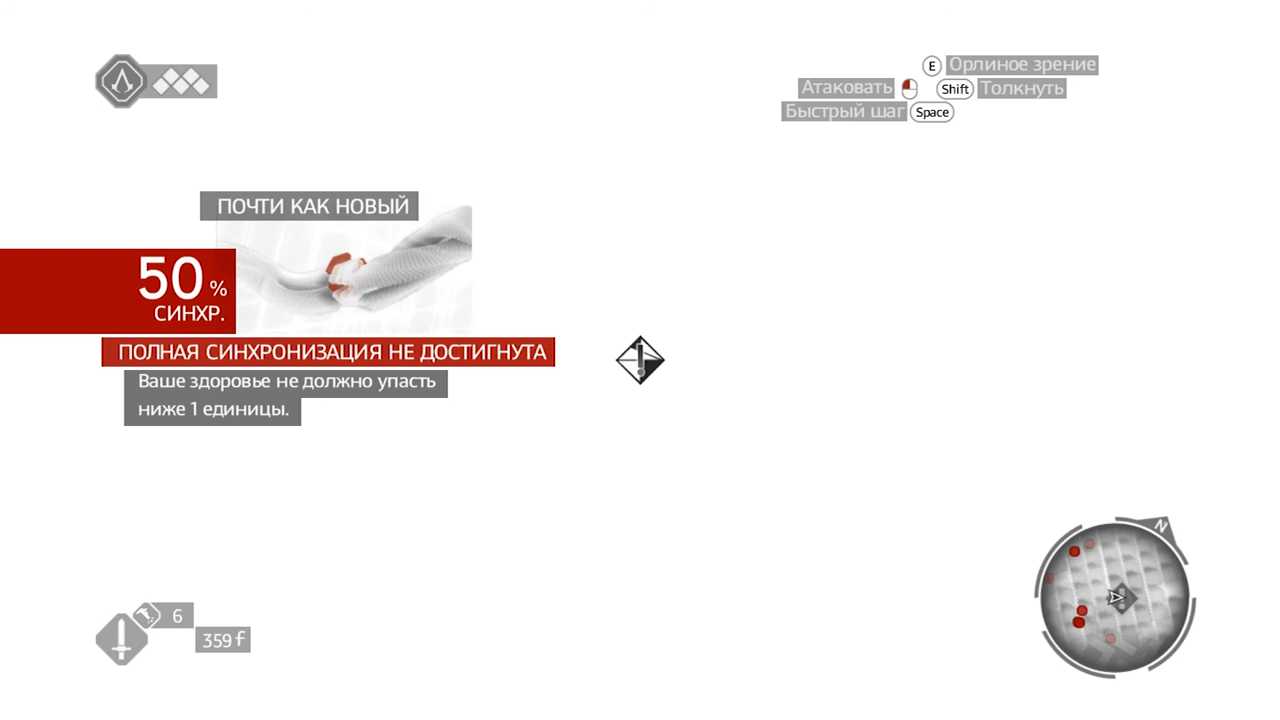 E Орлиное зрение
Атаковать Shift Толкнуть
Быстрый шаг Space
ПОЧТИ КАК НОВЫЙ
50 %
СИНХР.
ПОЛНАЯ СИНХРОНИЗАЦИЯ НЕ ДОСТИГНУТА
Ваше здоровье не должно упасть
ниже 1 единицы.
N
6
359 f